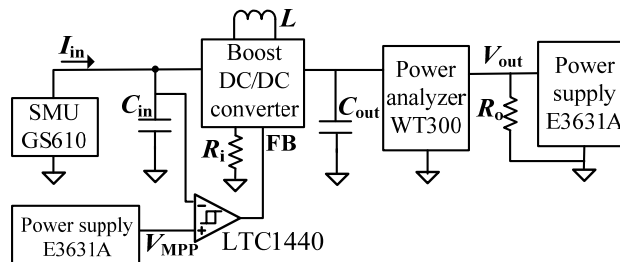 L
I_in
Boost
DC/DC
converter
V_out
Power
analyzer
WT300
Power
supply
E3631A
SMU
GS610
C_in
C_out
R_o
R_i
FB
Power supply
E3631A
V_MPP
−
+
LTC1440